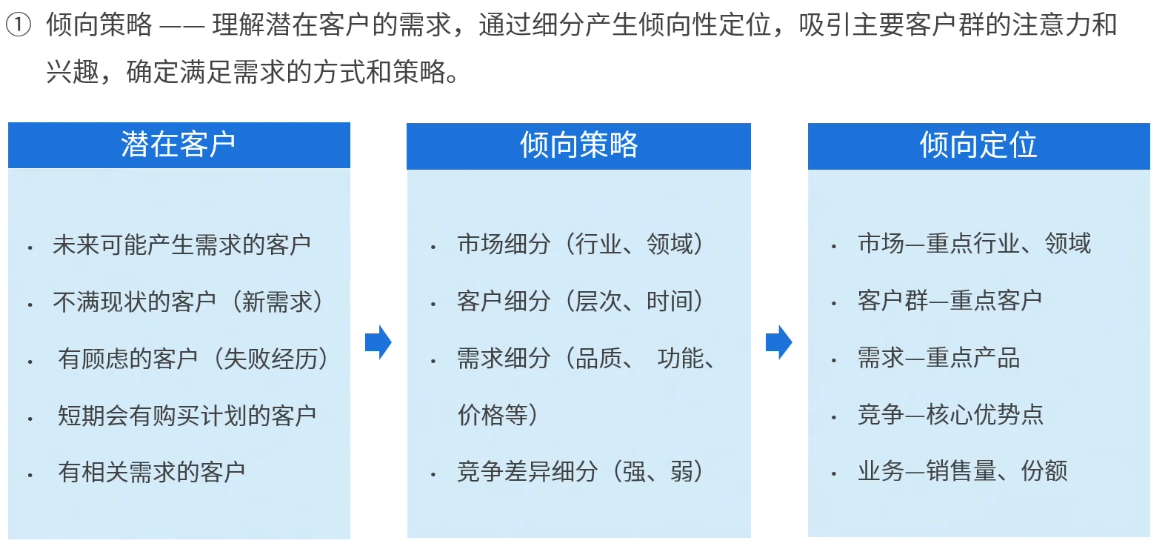 ① 倾向策略 —— 理解潜在客户的需求，通过细分产生倾向性定位，吸引主要客户群的注意力和
兴趣，确定满足需求的方式和策略。
潜在客户
· 未来可能产生需求的客户
· 不满现状的客户（新需求）
· 有顾虑的客户（失败经历）
· 短期会有购买计划的客户
· 有相关需求的客户
倾向策略
· 市场细分（行业、领域）
· 客户细分（层次、时间）
· 需求细分（品质、 功能、
价格等）
· 竞争差异细分（强、弱）
倾向定位
· 市场—重点行业、领域
· 客户群—重点客户
· 需求—重点产品
· 竞争—核心优势点
· 业务—销售量、份额